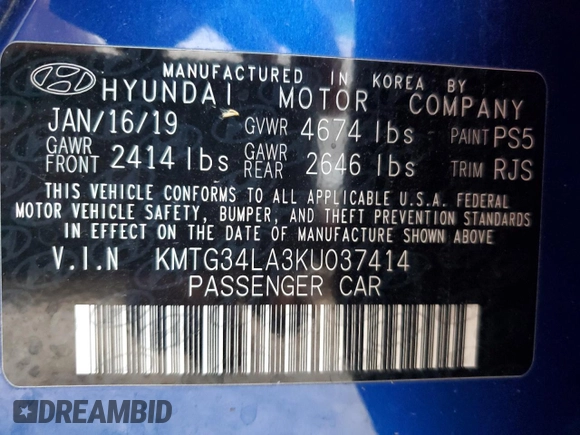 MANUFACTURED IN KOREA BY
HYUNDAI MOTOR COMPANY
JAN/16/19 GVWR 4674 lbs PAINT PS5
GAWR FRONT 2414 lbs GAWR REAR 2646 lbs TRIM RJS
THIS VEHICLE CONFORMS TO ALL APPLICABLE U.S.A. FEDERAL
MOTOR VEHICLE SAFETY, BUMPER, AND THEFT PREVENTION STANDARDS
IN EFFECT ON THE DATE OF MANUFACTURE SHOWN ABOVE
V.I.N KMTG34LA3KU037414
PASSENGER CAR
DREAMBID